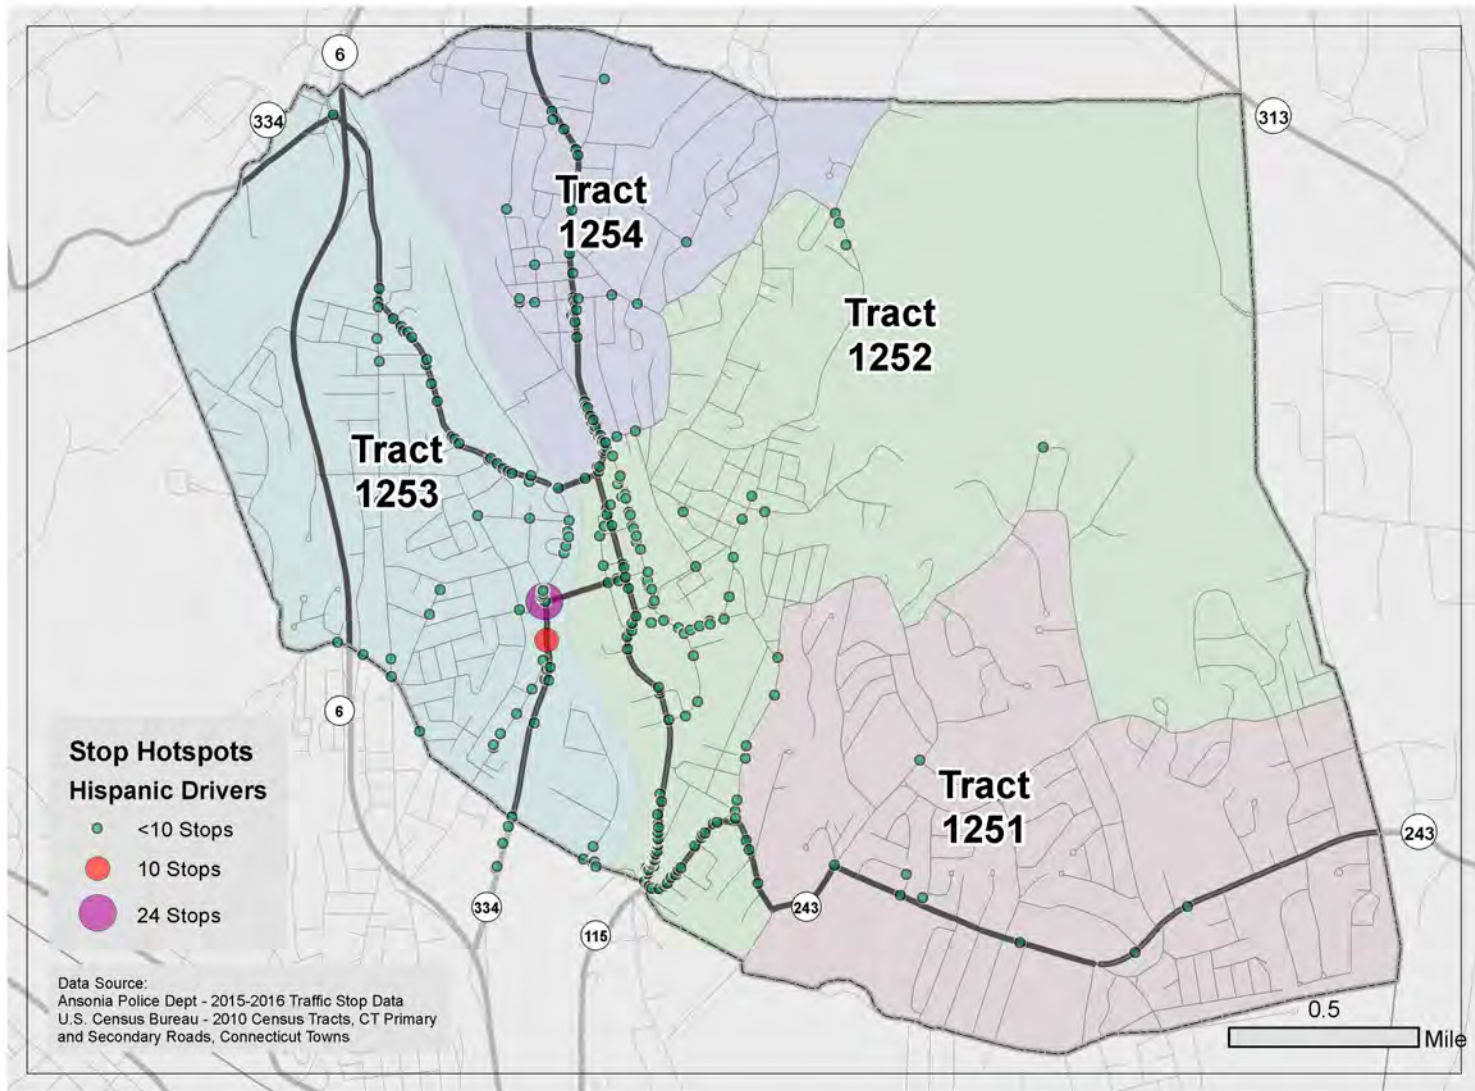 6
334
313
Tract
1254
Tract
1252
Tract
1253
6
Tract
1251
243
243
334
115
Stop Hotspots
Hispanic Drivers
<10 Stops
10 Stops
24 Stops
Data Source:
Ansonia Police Dept - 2015-2016 Traffic Stop Data
U.S. Census Bureau - 2010 Census Tracts, CT Primary
and Secondary Roads, Connecticut Towns
0.5
Mile